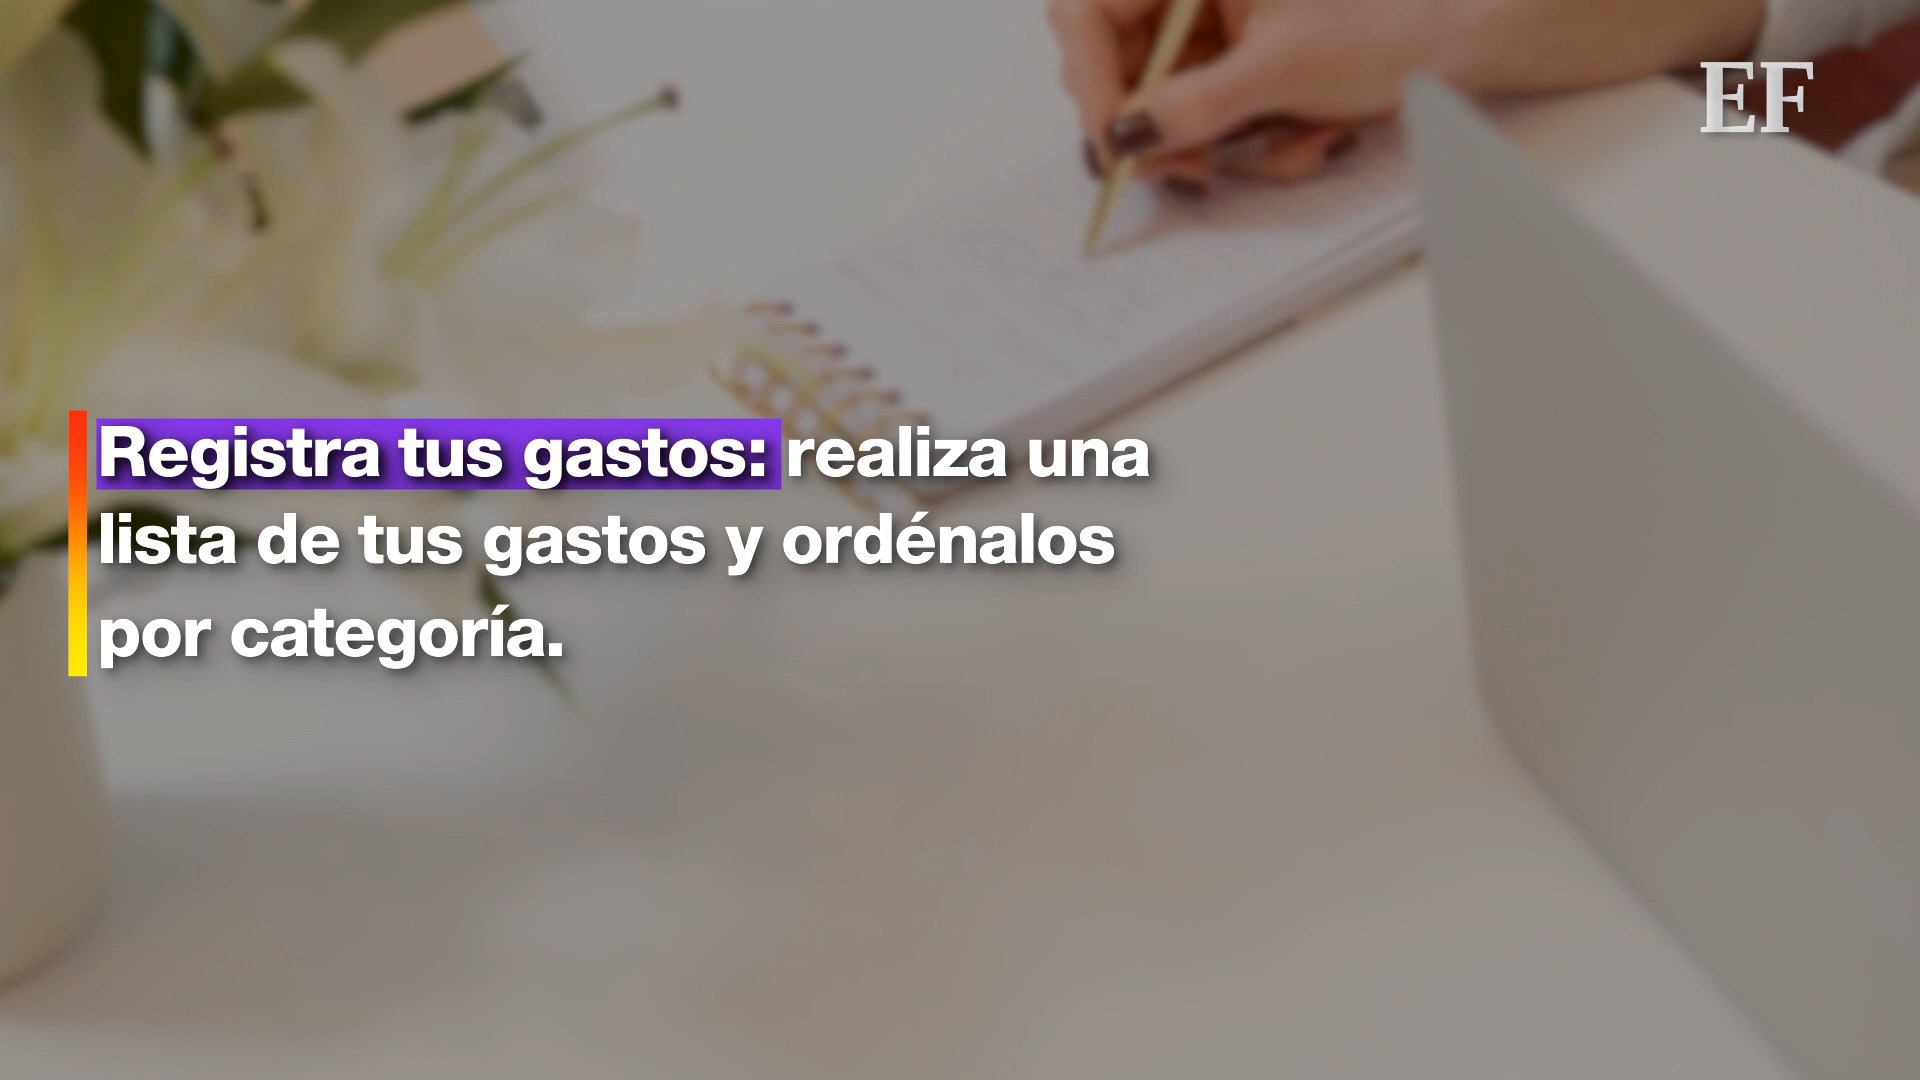 EF
Registra tus gastos: realiza una
lista de tus gastos y ordénalos
por categoría.